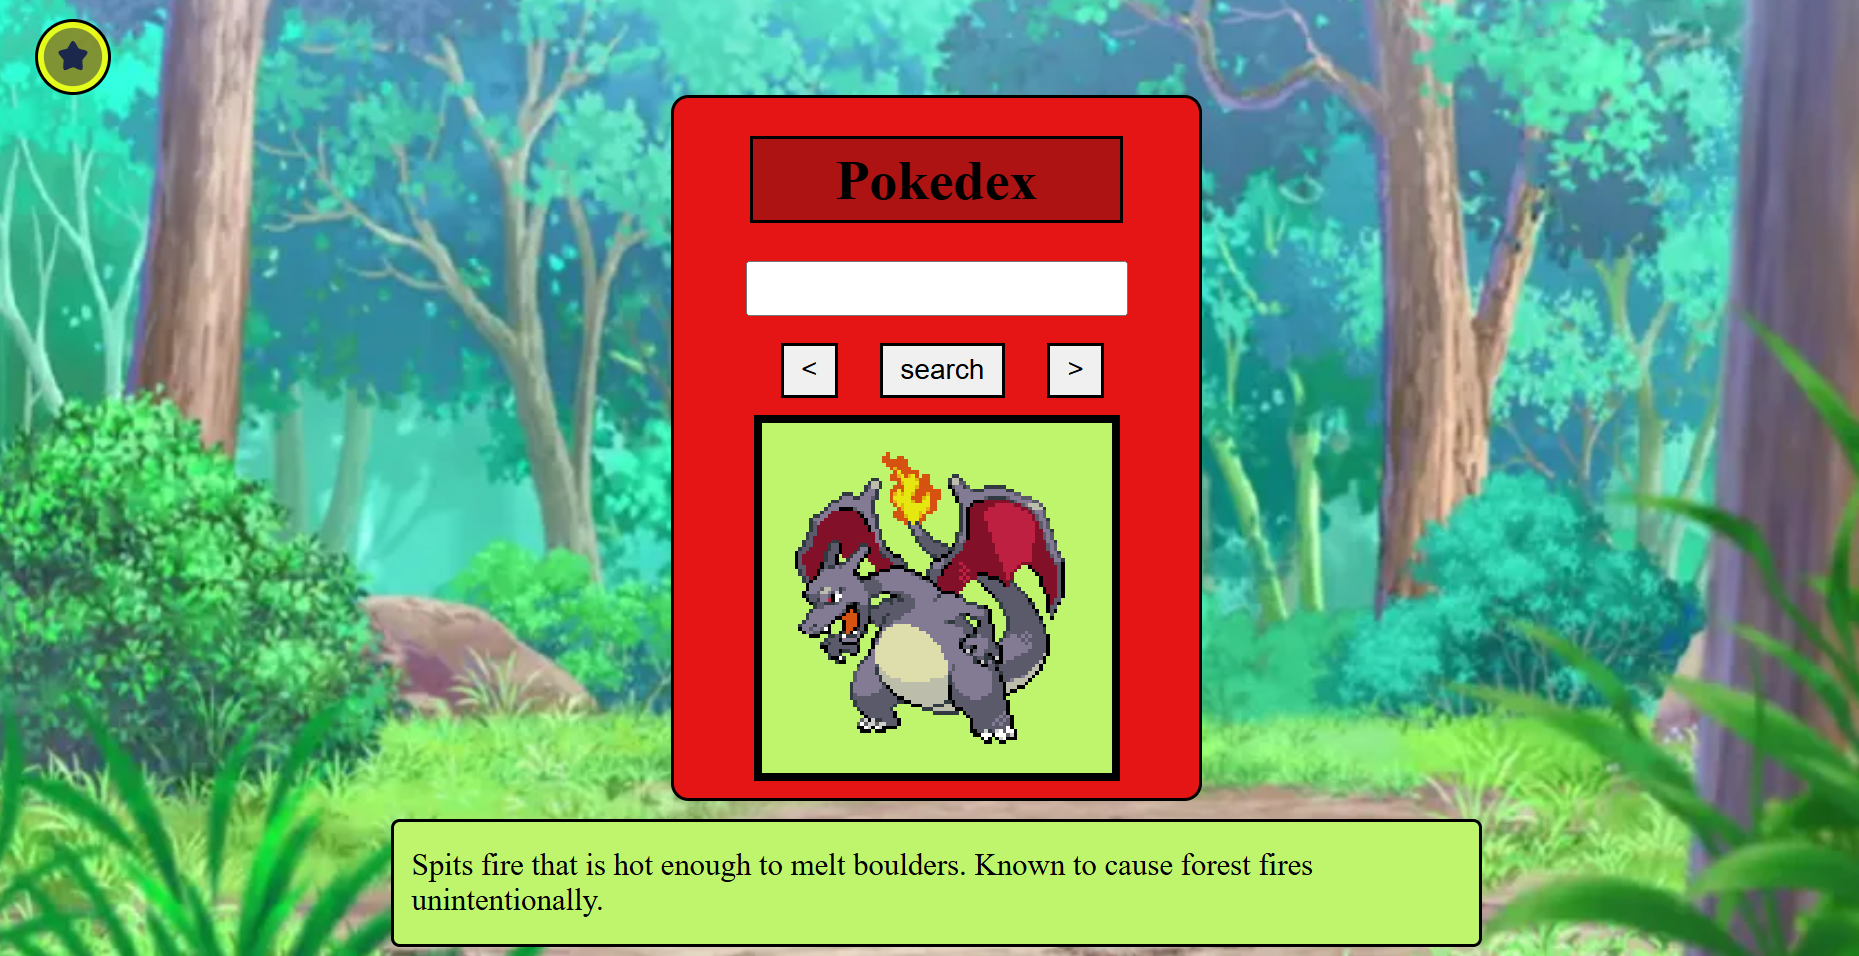 Pokedex
< search >
Spits fire that is hot enough to melt boulders. Known to cause forest fires
unintentionally.